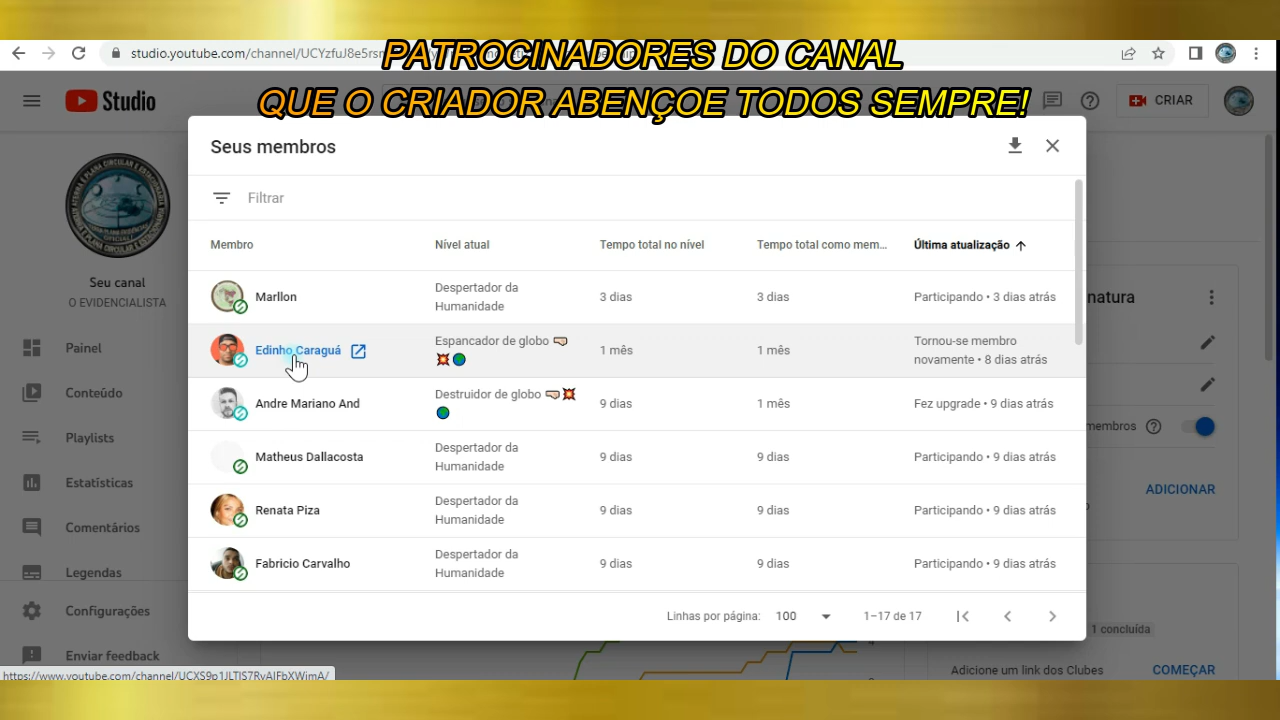 PATROCINADORES DO CANAL
QUE O CRIADOR ABENÇOE TODOS SEMPRE!
studio.youtube.com/channel/UCYzfuJ8e5rsr
Studio
CRIAR
Seu canal
O EVIDENCIALISTA
Painel
Conteúdo
Playlists
Estatísticas
Comentários
Legendas
Configurações
Enviar feedback
Seus membros
Filtrar
Membro Nível atual Tempo total no nível Tempo total como mem... Última atualização
Marllon Despertador da Humanidade 3 dias 3 dias Participando • 3 dias atrás
Edinho Caraguá Espancador de globo 🤜💥🌎 1 mês 1 mês Tornou-se membro novamente • 8 dias atrás
Andre Mariano And Destruidor de globo 🤜💥🌎 9 dias 1 mês Fez upgrade • 9 dias atrás
Matheus Dallacosta Despertador da Humanidade 9 dias 9 dias Participando • 9 dias atrás
Renata Piza Despertador da Humanidade 9 dias 9 dias Participando • 9 dias atrás
Fabricio Carvalho Despertador da Humanidade 9 dias 9 dias Participando • 9 dias atrás
Linhas por página: 100 1–17 de 17
natura
membros
ADICIONAR
1 concluída
Adicione um link dos Clubes
COMEÇAR